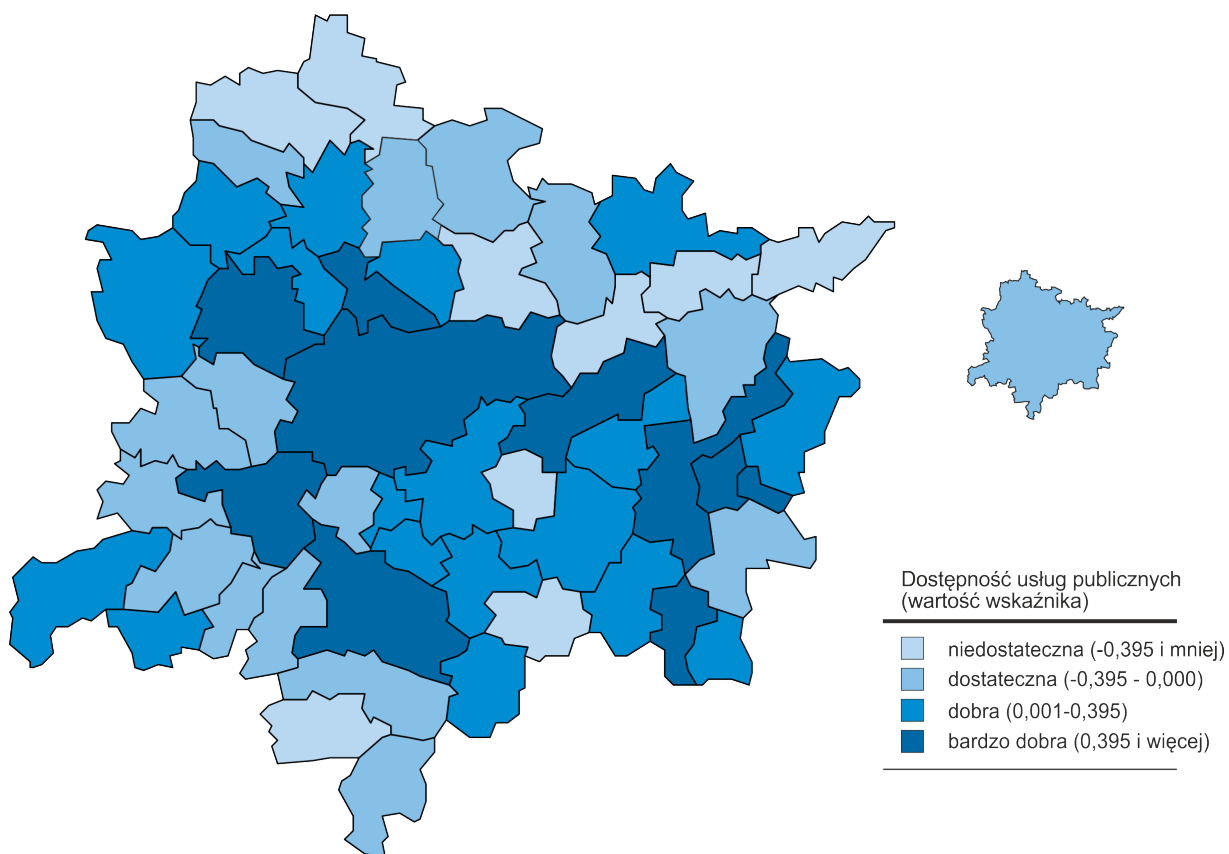 Dostępność usług publicznych
(wartość wskaźnika)
niedostateczna (-0,395 i mniej)
dostateczna (-0,395 - 0,000)
dobra (0,001-0,395)
bardzo dobra (0,395 i więcej)